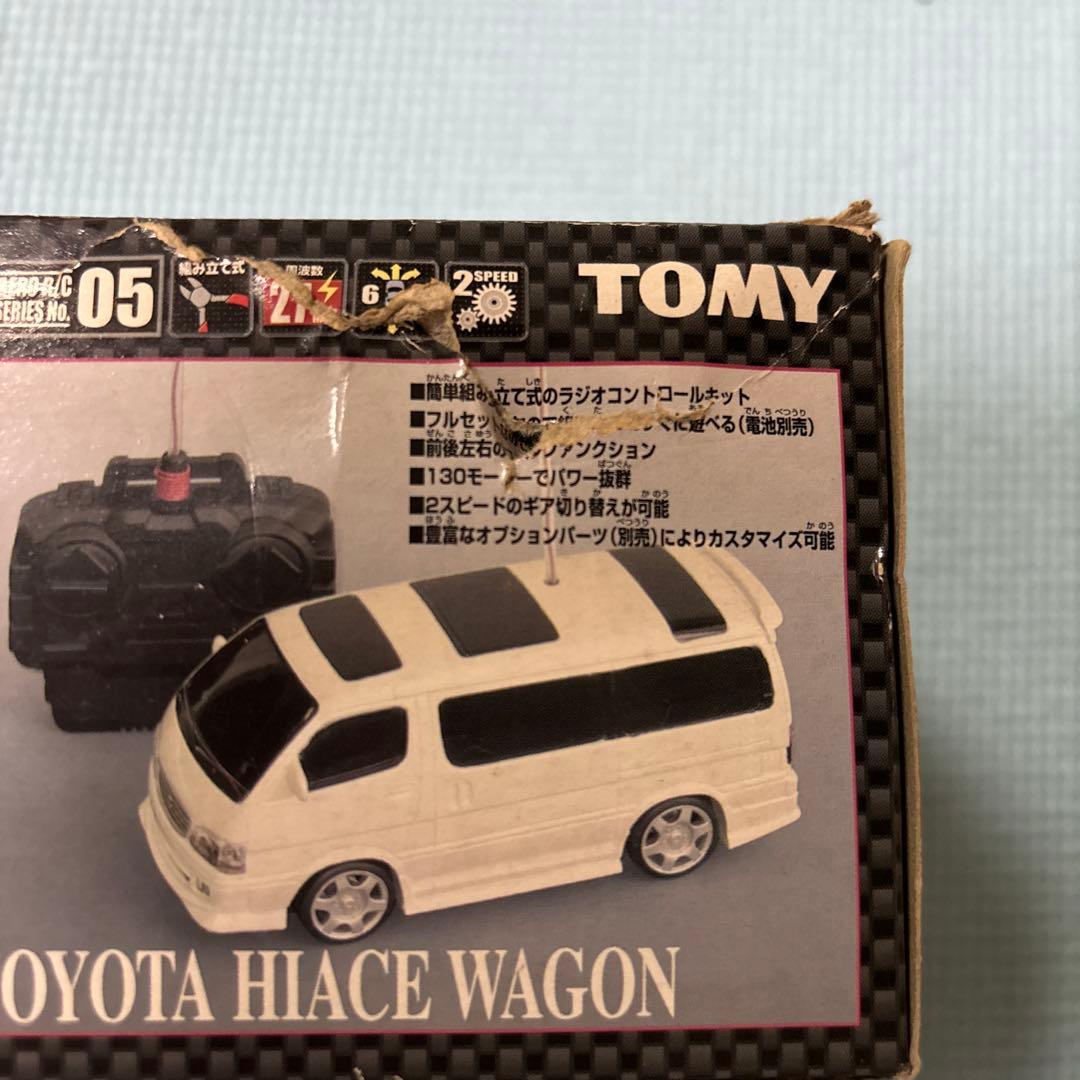 R/C
SERIES No. 05
組み立て式
周波数
27
6
2 SPEED
TOMY
■簡単組み立て式のラジオコントロールキット
■フルセッ に遊べる(電池別売)
■前後左右の ファンクション
■130モーターでパワー抜群
■2スピードのギア切り替えが可能
■豊富なオプションパーツ(別売)によりカスタマイズ可能
OYOTA HIACE WAGON